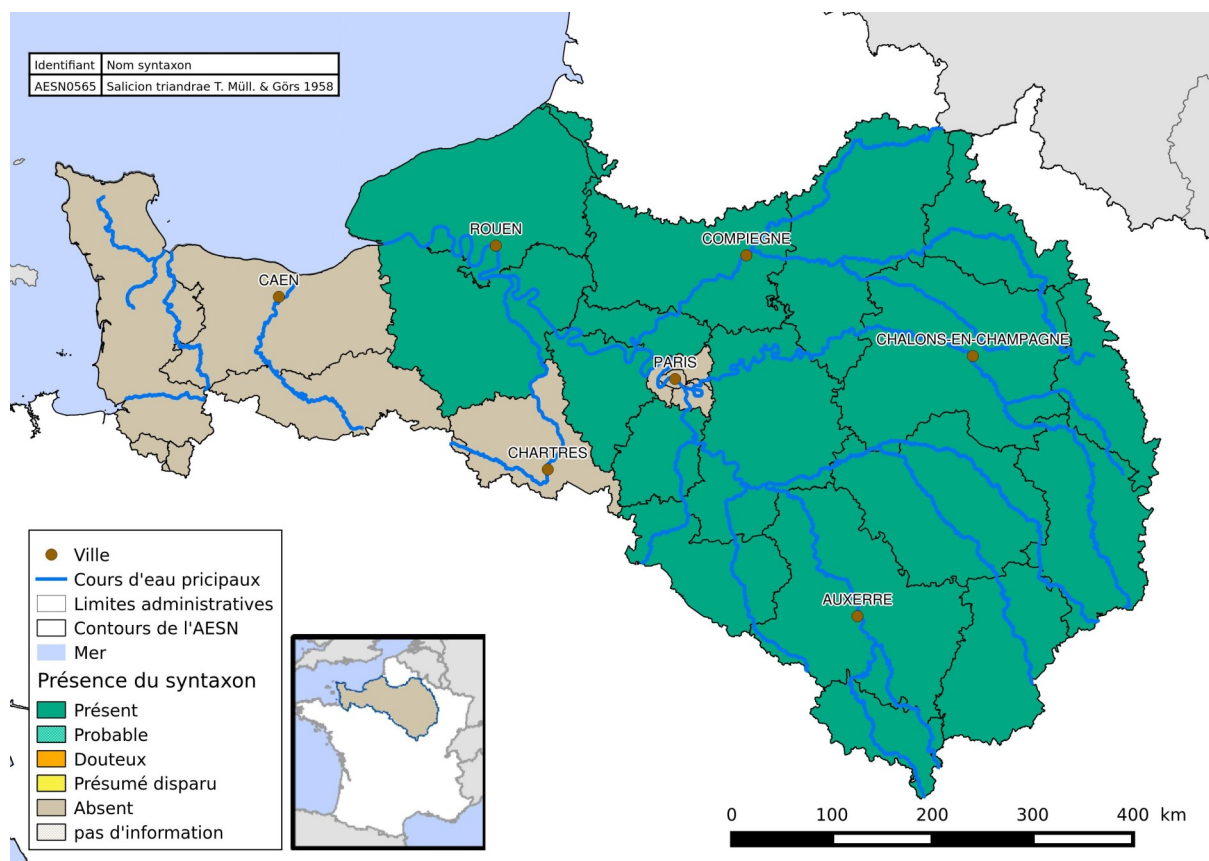 Identifiant Nom syntaxon
AESN0565 Salicion triandrae T. Müll. & Görs 1958
ROUEN
COMPIEGNE
CAEN
CHALONS-EN-CHAMPAGNE
PARIS
CHARTRES
AUXERRE
Ville
Cours d'eau pricipaux
Limites administratives
Contours de l'AESN
Mer
Présence du syntaxon
Présent
Probable
Douteux
Présumé disparu
Absent
pas d'information
0 100 200 300 400 km